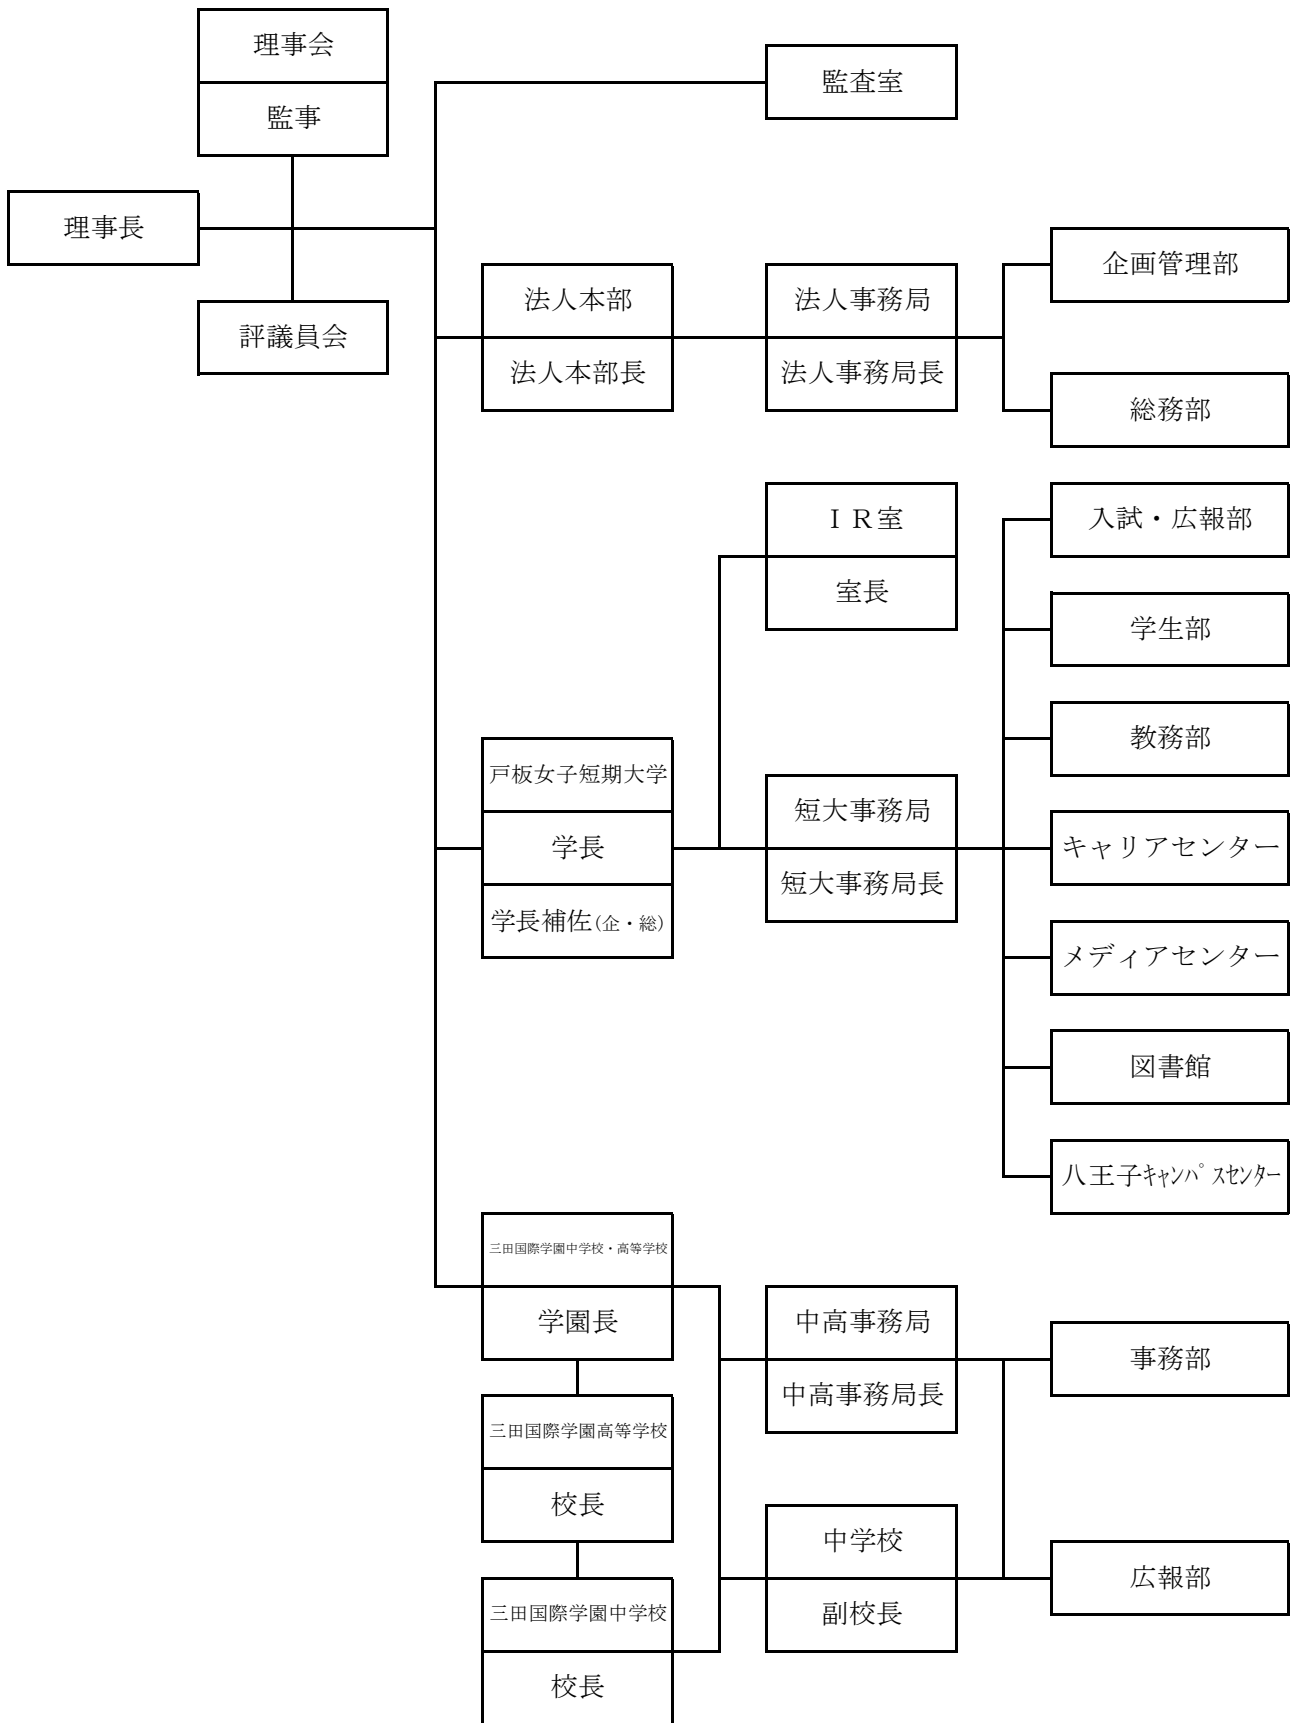 理事会
監事
監査室
理事長
評議員会
法人本部
法人本部長
法人事務局
法人事務局長
企画管理部
総務部
ＩＲ室
室長
入試・広報部
学生部
教務部
戸板女子短期大学
学長
学長補佐(企・総)
短大事務局
短大事務局長
キャリアセンター
メディアセンター
図書館
八王子ｷｬﾝﾊﾟｽｾﾝﾀｰ
三田国際学園中学校・高等学校
学園長
中高事務局
中高事務局長
事務部
三田国際学園高等学校
校長
中学校
副校長
広報部
三田国際学園中学校
校長